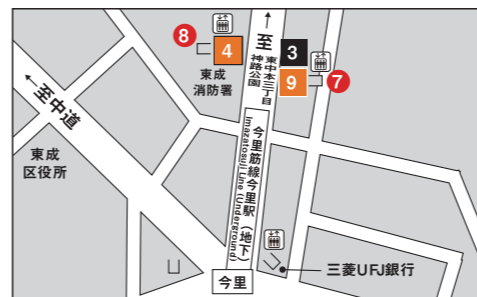 8
4
東成
消防署
↑
至
東中本三丁目
神路公園
3
9
7
←至中道
東成
区役所
今里筋線今里駅（地下）
Imazatosuji Line (Underground)
三菱UFJ銀行
今里